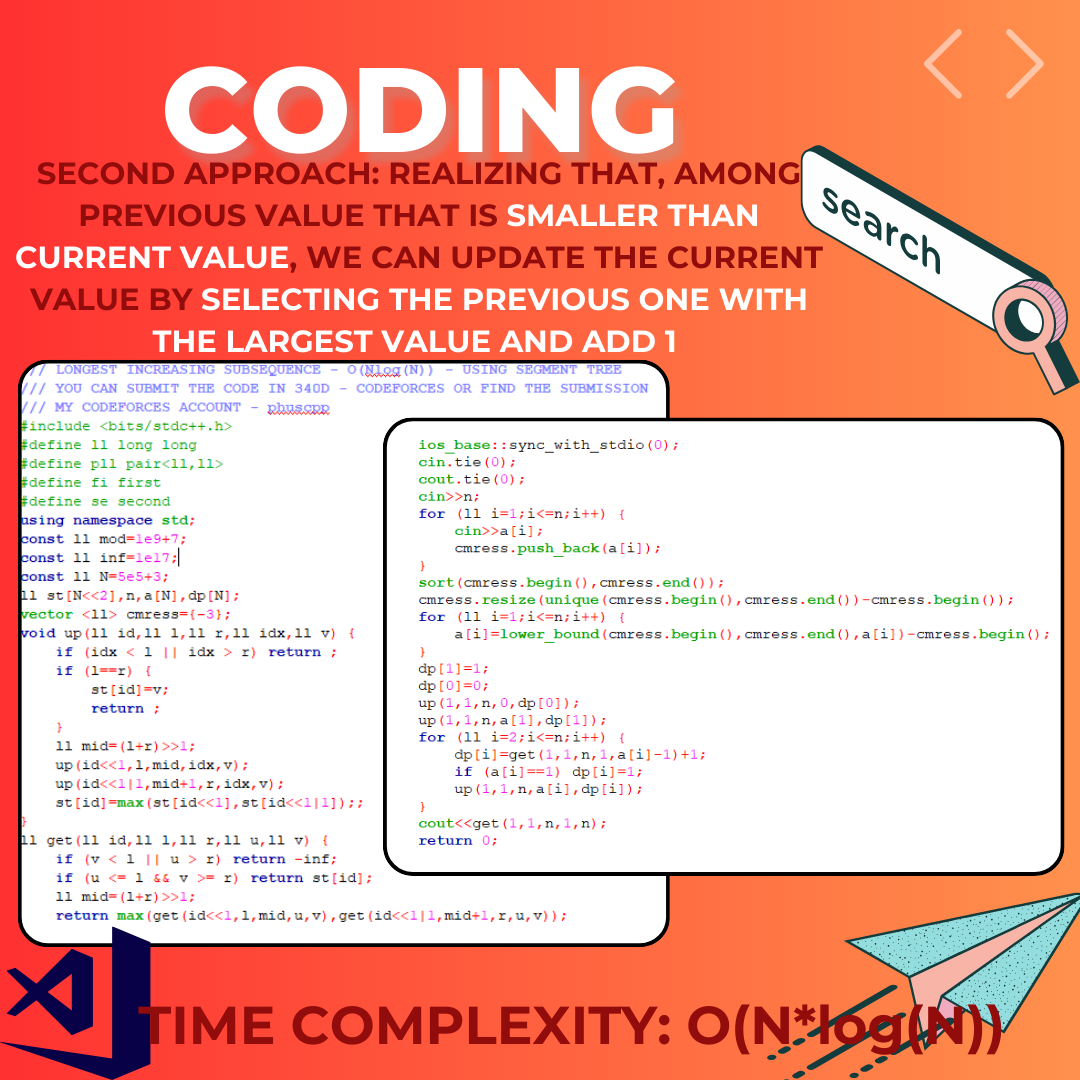 CODING
SECOND APPROACH: REALIZING THAT, AMONG
PREVIOUS VALUE THAT IS SMALLER THAN
CURRENT VALUE, WE CAN UPDATE THE CURRENT
VALUE BY SELECTING THE PREVIOUS ONE WITH
THE LARGEST VALUE AND ADD 1
search
/// LONGEST INCREASING SUBSEQUENCE - O(Nlog(N)) - USING SEGMENT TREE
/// YOU CAN SUBMIT THE CODE IN 340D - CODEFORCES OR FIND THE SUBMISSION
/// MY CODEFORCES ACCOUNT - phuscpp
#include <bits/stdc++.h>
#define ll long long
#define pll pair<ll,ll>
#define fi first
#define se second
using namespace std;
const ll mod=1e9+7;
const ll inf=1e17;
const ll N=5e5+3;
ll st[N<<2],n,a[N],dp[N];
vector <ll> cmress={-3};
void up(ll id,ll l,ll r,ll idx,ll v) {
    if (idx < l || idx > r) return ;
    if (l==r) {
        st[id]=v;
        return ;
    }
    ll mid=(l+r)>>1;
    up(id<<1,l,mid,idx,v);
    up(id<<1|1,mid+1,r,idx,v);
    st[id]=max(st[id<<1],st[id<<1|1]);;
}
ll get(ll id,ll l,ll r,ll u,ll v) {
    if (v < l || u > r) return -inf;
    if (u <= l && v >= r) return st[id];
    ll mid=(l+r)>>1;
    return max(get(id<<1,l,mid,u,v),get(id<<1|1,mid+1,r,u,v));
ios_base::sync_with_stdio(0);
cin.tie(0);
cout.tie(0);
cin>>n;
for (ll i=1;i<=n;i++) {
    cin>>a[i];
    cmress.push_back(a[i]);
}
sort(cmress.begin(),cmress.end());
cmress.resize(unique(cmress.begin(),cmress.end())-cmress.begin());
for (ll i=1;i<=n;i++) {
    a[i]=lower_bound(cmress.begin(),cmress.end(),a[i])-cmress.begin();
}
dp[1]=1;
dp[0]=0;
up(1,1,n,0,dp[0]);
up(1,1,n,a[1],dp[1]);
for (ll i=2;i<=n;i++) {
    dp[i]=get(1,1,n,1,a[i]-1)+1;
    if (a[i]==1) dp[i]=1;
    up(1,1,n,a[i],dp[i]);
}
cout<<get(1,1,n,1,n);
return 0;
TIME COMPLEXITY: O(N*log(N))